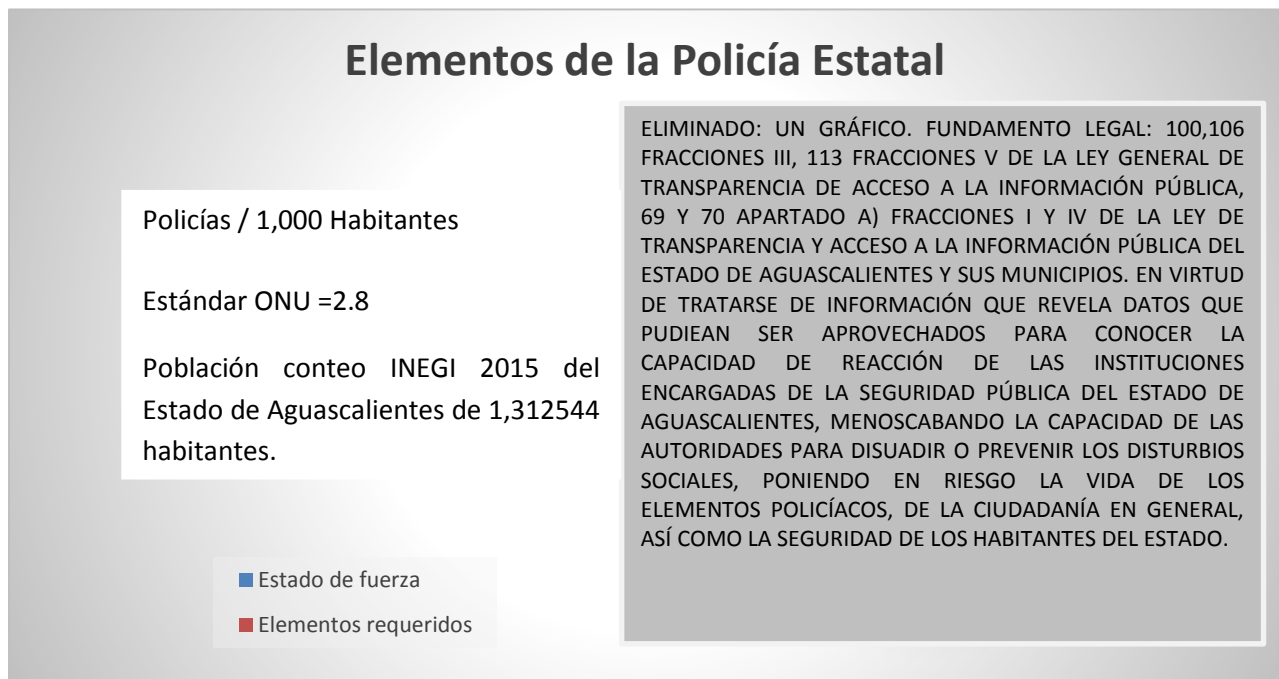 Elementos de la Policía Estatal
Policías / 1,000 Habitantes
Estándar ONU =2.8
Población conteo INEGI 2015 del
Estado de Aguascalientes de 1,312544
habitantes.
Estado de fuerza
Elementos requeridos
ELIMINADO: UN GRÁFICO. FUNDAMENTO LEGAL: 100,106
FRACCIONES III, 113 FRACCIONES V DE LA LEY GENERAL DE
TRANSPARENCIA DE ACCESO A LA INFORMACIÓN PÚBLICA,
69 Y 70 APARTADO A) FRACCIONES I Y IV DE LA LEY DE
TRANSPARENCIA Y ACCESO A LA INFORMACIÓN PÚBLICA DEL
ESTADO DE AGUASCALIENTES Y SUS MUNICIPIOS. EN VIRTUD
DE TRATARSE DE INFORMACIÓN QUE REVELA DATOS QUE
PUDIEAN SER APROVECHADOS PARA CONOCER LA
CAPACIDAD DE REACCIÓN DE LAS INSTITUCIONES
ENCARGADAS DE LA SEGURIDAD PÚBLICA DEL ESTADO DE
AGUASCALIENTES, MENOSCABANDO LA CAPACIDAD DE LAS
AUTORIDADES PARA DISUADIR O PREVENIR LOS DISTURBIOS
SOCIALES, PONIENDO EN RIESGO LA VIDA DE LOS
ELEMENTOS POLICÍACOS, DE LA CIUDADANÍA EN GENERAL,
ASÍ COMO LA SEGURIDAD DE LOS HABITANTES DEL ESTADO.